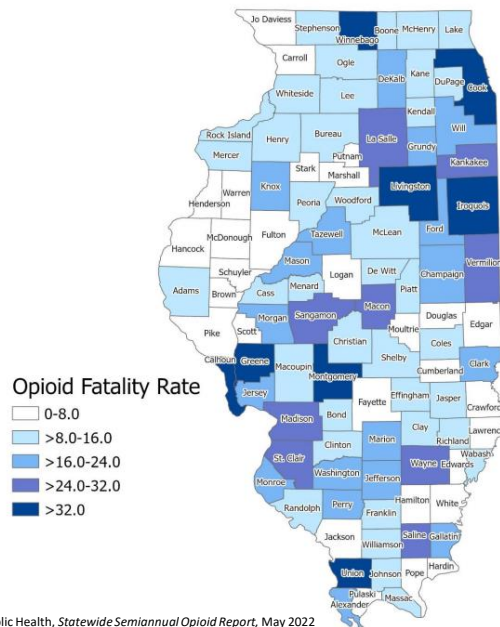 Jo Daviess
Stephenson
Winnebago
Boone
McHenry
Lake
Carroll
Ogle
DeKalb
Kane
DuPage
Cook
Whiteside
Lee
Kendall
Will
Rock Island
Henry
Bureau
La Salle
Grundy
Mercer
Putnam
Kankakee
Stark
Marshall
Knox
Livingston
Warren
Henderson
Peoria
Woodford
Iroquois
Fulton
Tazewell
McLean
Ford
McDonough
Hancock
Mason
Schuyler
Logan
De Witt
Champaign
Vermilion
Adams
Brown
Cass
Menard
Piatt
Morgan
Sangamon
Macon
Douglas
Edgar
Pike
Scott
Christian
Moultrie
Coles
Calhoun
Greene
Macoupin
Shelby
Cumberland
Clark
Jersey
Montgomery
Fayette
Effingham
Jasper
Crawford
Madison
Bond
Clay
Richland
Lawrence
Clinton
Marion
Wabash
St. Clair
Wayne
Edwards
Monroe
Washington
Jefferson
Randolph
Perry
Hamilton
White
Franklin
Jackson
Williamson
Saline
Gallatin
Union
Johnson
Pope
Hardin
Pulaski
Alexander
Massac
Opioid Fatality Rate
0-8.0
>8.0-16.0
>16.0-24.0
>24.0-32.0
>32.0
blic Health, Statewide Semiannual Opioid Report, May 2022